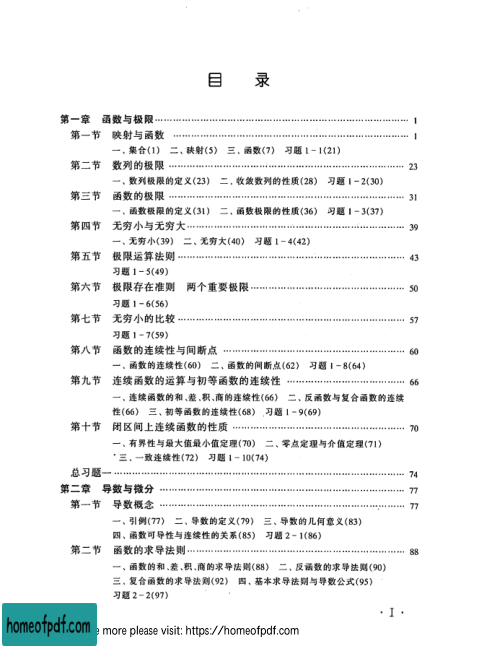 目 录
第一章 函数与极限 …… 1
第一节 映射与函数 …… 1
一、集合(1) 二、映射(5) 三、函数(7) 习题 1-1(21)
第二节 数列的极限 …… 23
一、数列极限的定义(23) 二、收敛数列的性质(28) 习题 1-2(30)
第三节 函数的极限 …… 31
一、函数极限的定义(31) 二、函数极限的性质(36) 习题 1-3(37)
第四节 无穷小与无穷大 …… 39
一、无穷小(39) 二、无穷大(40) 习题 1-4(42)
第五节 极限运算法则 …… 43
习题 1-5(49)
第六节 极限存在准则 两个重要极限 …… 50
习题 1-6(56)
第七节 无穷小的比较 …… 57
习题 1-7(59)
第八节 函数的连续性与间断点 …… 60
一、函数的连续性(60) 二、函数的间断点(62) 习题 1-8(64)
第九节 连续函数的运算与初等函数的连续性 …… 66
一、连续函数的和、差、积、商的连续性(66) 二、反函数与复合函数的连续
性(66) 三、初等函数的连续性(68) 习题 1-9(69)
第十节 闭区间上连续函数的性质 …… 70
一、有界性与最大值最小值定理(70) 二、零点定理与介值定理(71)
*三、一致连续性(72) 习题 1-10(74)
总习题一 …… 74
第二章 导数与微分 …… 77
第一节 导数概念 …… 77
一、引例(77) 二、导数的定义(79) 三、导数的几何意义(83)
四、函数可导性与连续性的关系(85) 习题 2-1(86)
第二节 函数的求导法则 …… 88
一、函数的和、差、积、商的求导法则(88) 二、反函数的求导法则(90)
三、复合函数的求导法则(92) 四、基本求导法则与导数公式(95)
习题 2-2(97)
· I ·
homeofpdf.com
more please visit: https://homeofpdf.com